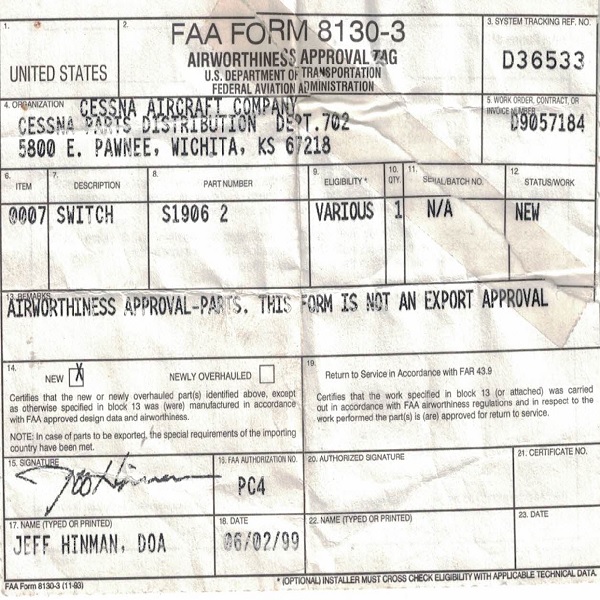 1.
2.
FAA FORM 8130-3
AIRWORTHINESS APPROVAL TAG
U.S. DEPARTMENT OF TRANSPORTATION
FEDERAL AVIATION ADMINISTRATION
UNITED STATES
3. SYSTEM TRACKING REF. NO.
D36533
4. ORGANIZATION
CESSNA AIRCRAFT COMPANY
CESSNA PARTS DISTRIBUTION DEPT.702
5800 E. PAWNEE, WICHITA, KS 67218
5. WORK ORDER, CONTRACT, OR
INVOICE NUMBER
D9057184
6. ITEM
7. DESCRIPTION
8. PART NUMBER
9. ELIGIBILITY *
10. QTY.
11. SERIAL/BATCH NO.
12 STATUS/WORK
0007 SWITCH S1906 2 VARIOUS 1 N/A NEW
13. REMARKS
AIRWORTHINESS APPROVAL-PARTS. THIS FORM IS NOT AN EXPORT APPROVAL
14.
NEW X NEWLY OVERHAULED
Certifies that the new or newly overhauled part(s) identified above, except
as otherwise specified in block 13 was (were) manufactured in accordance
with FAA approved design data and airworthiness.
NOTE: In case of parts to be exported, the special requirements of the importing
country have been met.
19.
Return to Service in Accordance with FAR 43.9
Certifies that the work specified in block 13 (or attached) was carried
out in accordance with FAA airworthiness regulations and in respect to the
work performed the part(s) is (are) approved for return to service.
15. SIGNATURE
Jeff Hinman
16. FAA AUTHORIZATION NO.
PC4
20. AUTHORIZED SIGNATURE
21. CERTIFICATE NO.
17. NAME (TYPED OR PRINTED)
JEFF HINMAN, DOA
18. DATE
06/02/99
22. NAME (TYPED OR PRINTED)
23. DATE
FAA Form 8130-3 (11-93)
* (OPTIONAL) INSTALLER MUST CROSS CHECK ELIGIBILITY WITH APPLICABLE TECHNICAL DATA.